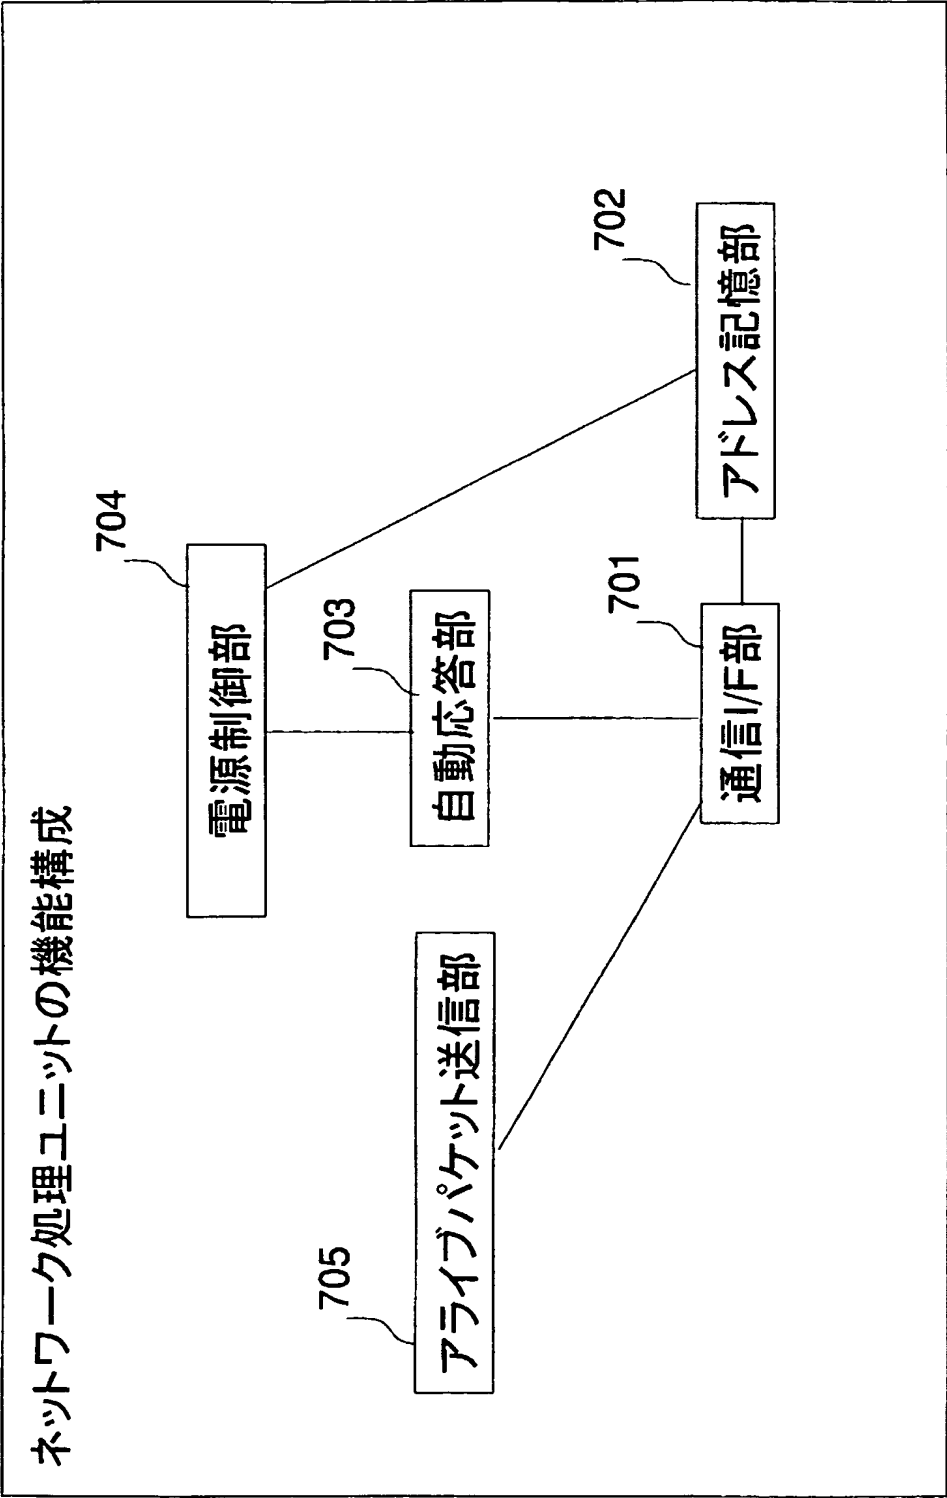 ネットワーク処理ユニットの機能構成
704
電源制御部
705
アライブパケット送信部
703
自動応答部
701
通信I/F部
702
アドレス記憶部